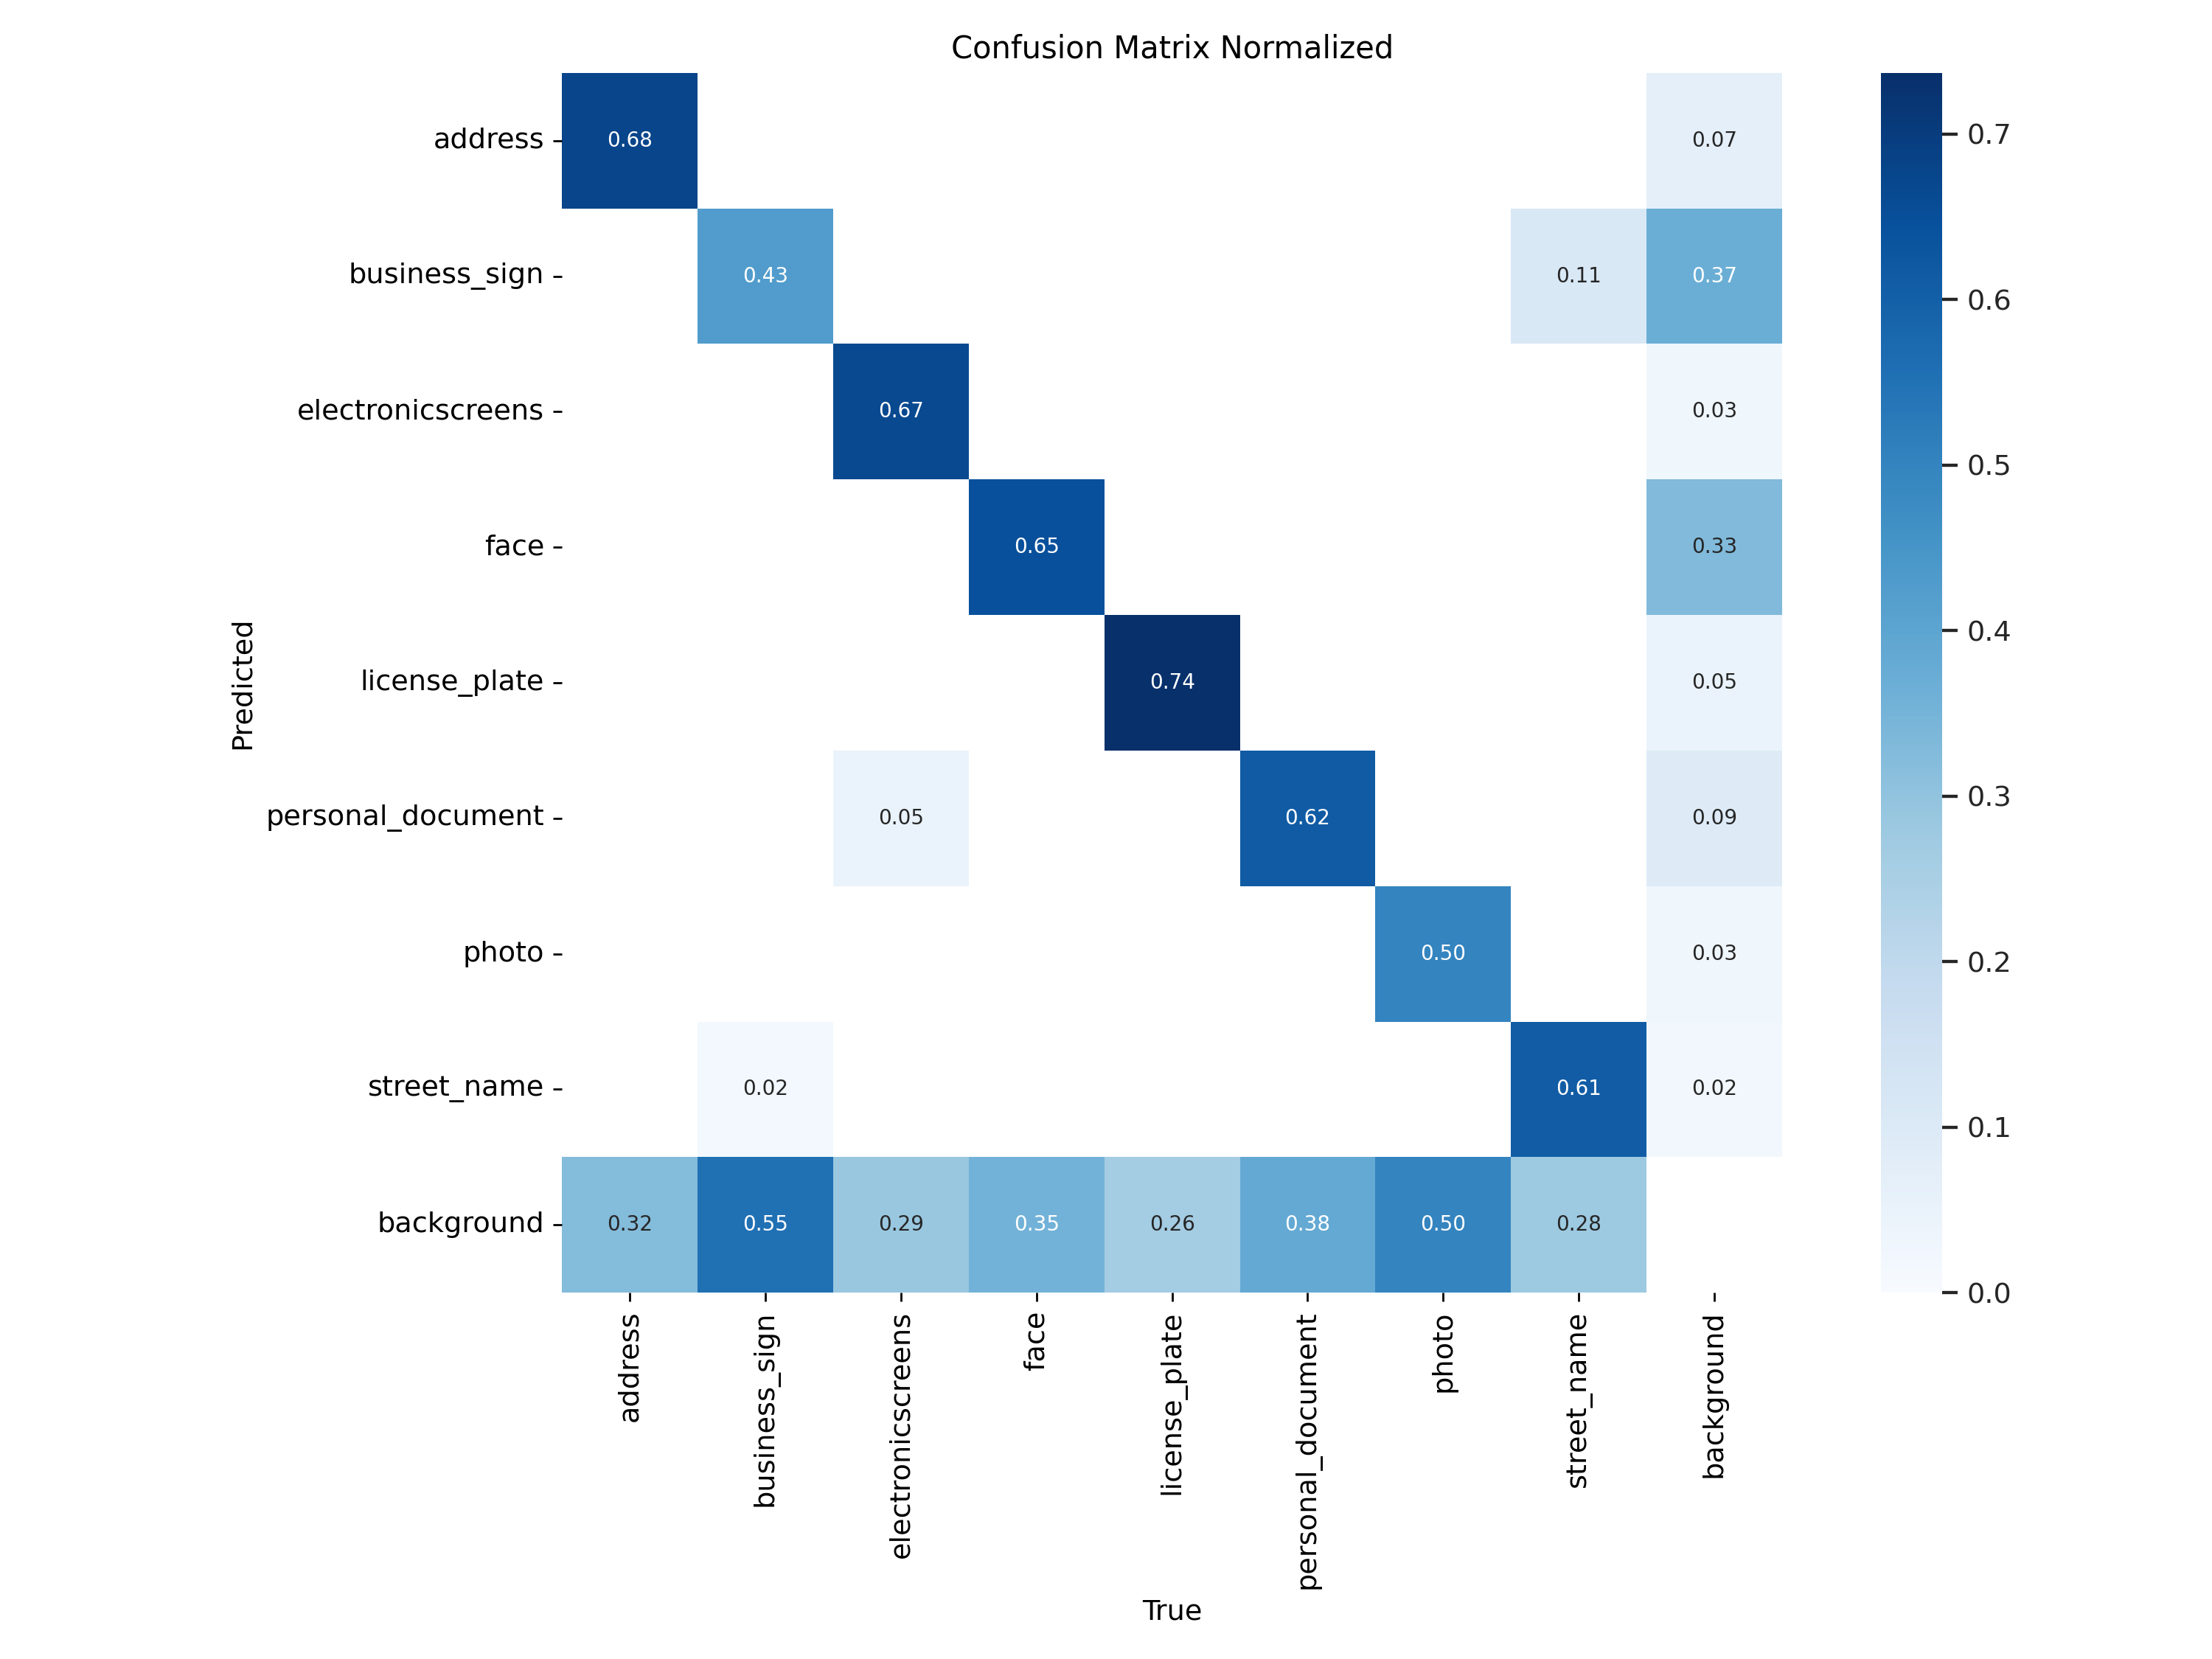 Confusion Matrix Normalized
address 0.68 0.07 0.7
business_sign 0.43 0.11 0.37 0.6
electronicscreens 0.67 0.03
face 0.65 0.33 0.5
license_plate 0.74 0.05 0.4
Predicted
personal_document 0.05 0.62 0.09 0.3
photo 0.50 0.03 0.2
street_name 0.02 0.61 0.02 0.1
background 0.32 0.55 0.29 0.35 0.26 0.38 0.50 0.28 0.0
address business_sign electronicscreens face license_plate personal_document photo street_name background
True